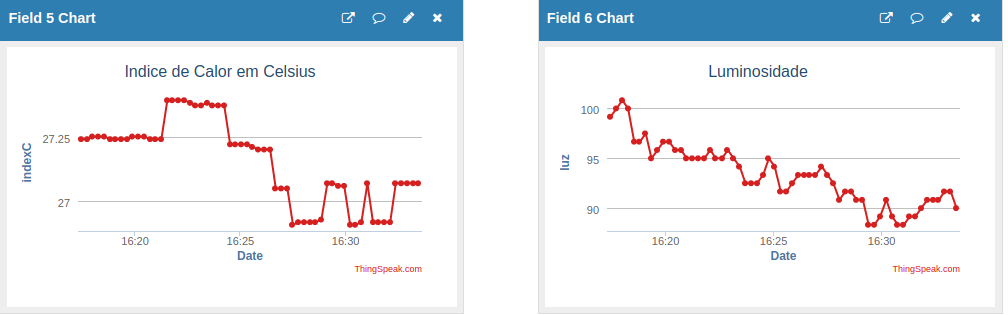 Field 5 Chart
Indice de Calor em Celsius
indexC
27.25
27
16:20
16:25
16:30
Date
ThingSpeak.com
Field 6 Chart
Luminosidade
luz
100
95
90
16:20
16:25
16:30
Date
ThingSpeak.com